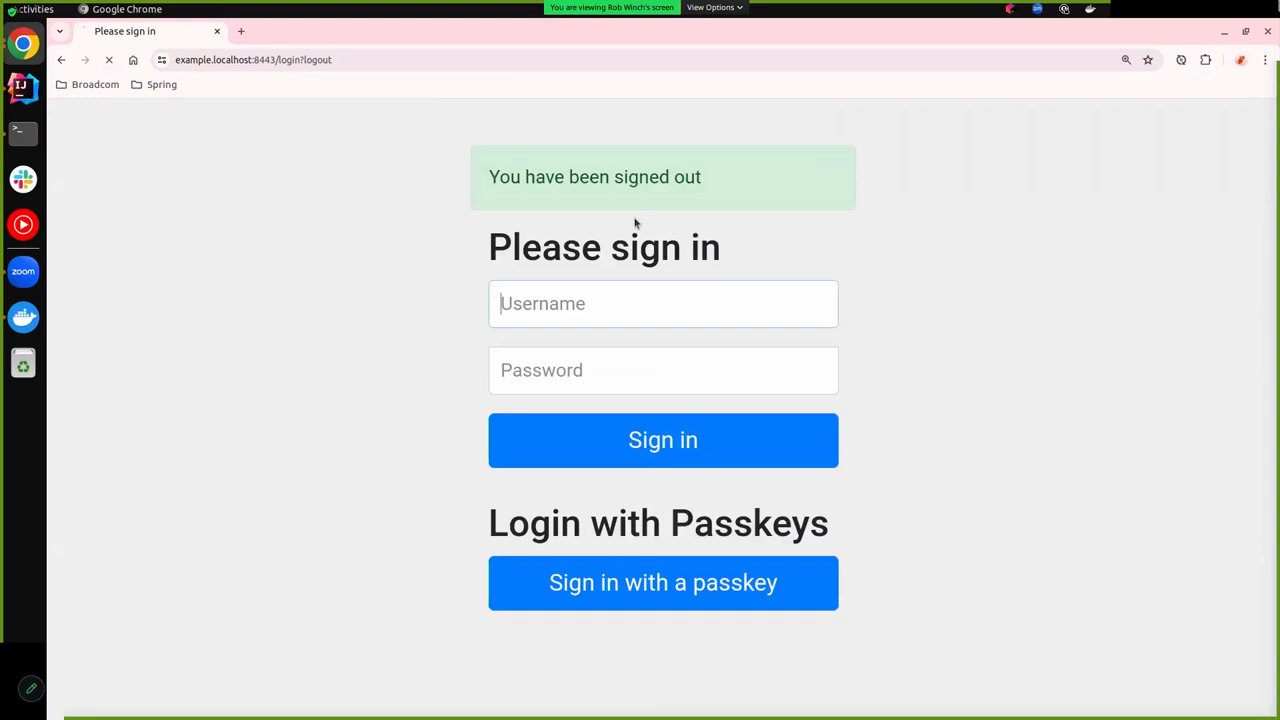 ctivities
Google Chrome
You are viewing Rob Winch's screen
View Options
Please sign in
example.localhost:8443/login?logout
Broadcom
Spring
You have been signed out
Please sign in
Username
Password
Sign in
Login with Passkeys
Sign in with a passkey
IJ
zoom